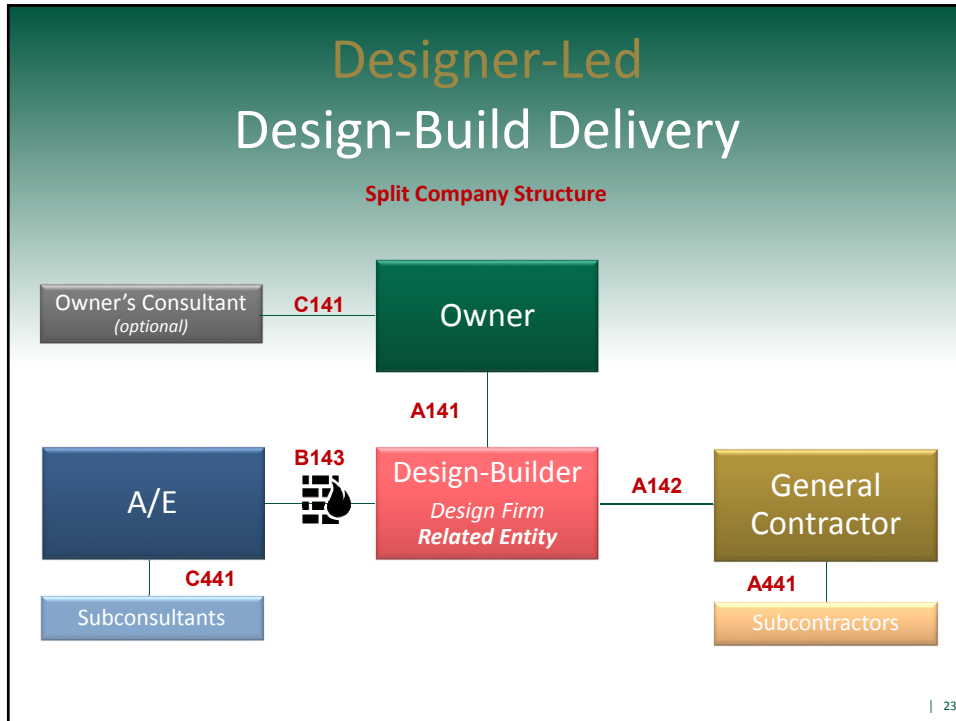 Designer-Led
Design-Build Delivery
Split Company Structure
Owner’s Consultant
(optional)
C141
Owner
A141
A/E
B143
Design-Builder
Design Firm
Related Entity
A142
General
Contractor
C441
Subconsultants
A441
Subcontractors
| 23